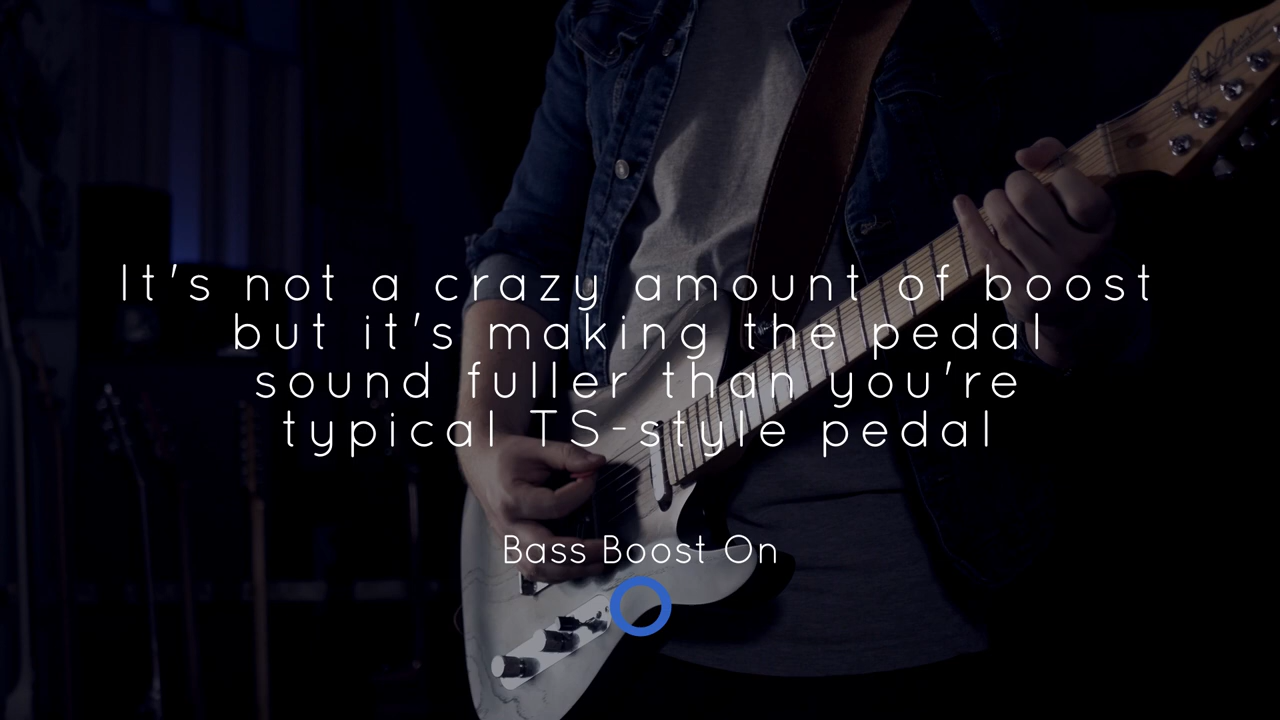 It's not a crazy amount of boost
but it's making the pedal
sound fuller than you're
typical TS-style pedal
Bass Boost On